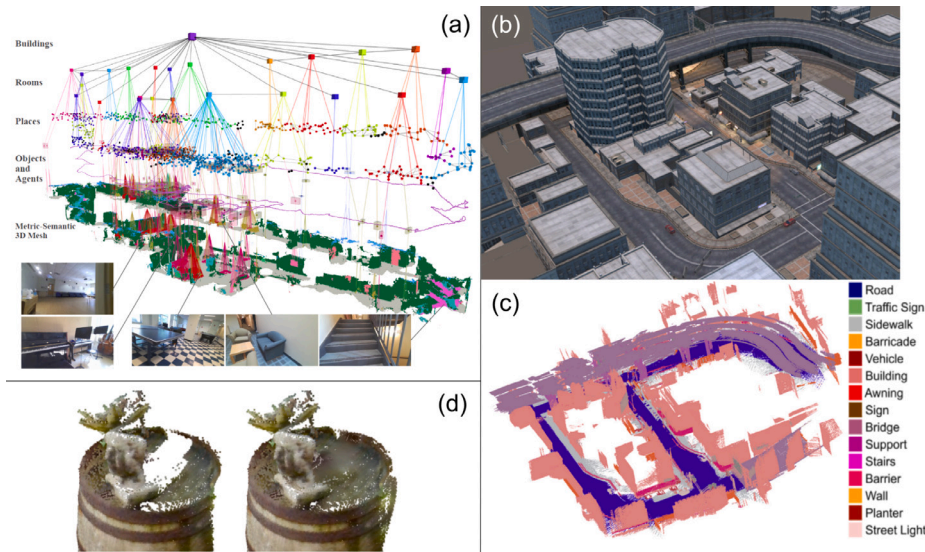 (a)
Buildings
Rooms
Places
Objects
and
Agents
Metric-Semantic
3D Mesh
(b)
(c)
Road
Traffic Sign
Sidewalk
Barricade
Vehicle
Building
Awning
Sign
Bridge
Support
Stairs
Barrier
Wall
Planter
Street Light
(d)